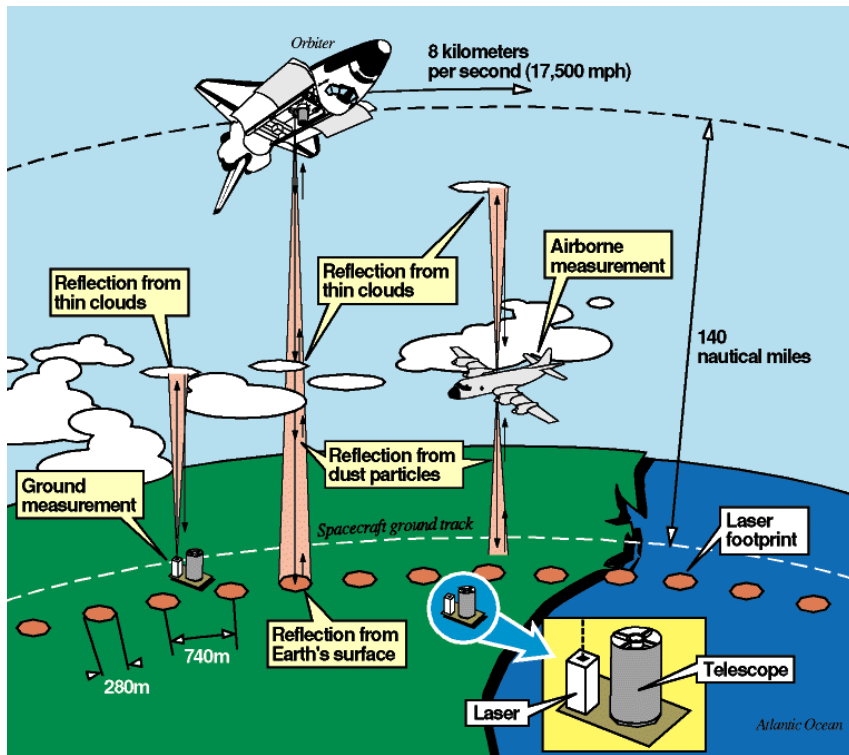 Orbiter
8 kilometers
per second (17,500 mph)
Reflection from
thin clouds
Reflection from
thin clouds
Airborne
measurement
140
nautical miles
Ground
measurement
Reflection from
dust particles
Spacecraft ground track
Laser
footprint
Reflection from
Earth's surface
740m
280m
Laser
Telescope
Atlantic Ocean